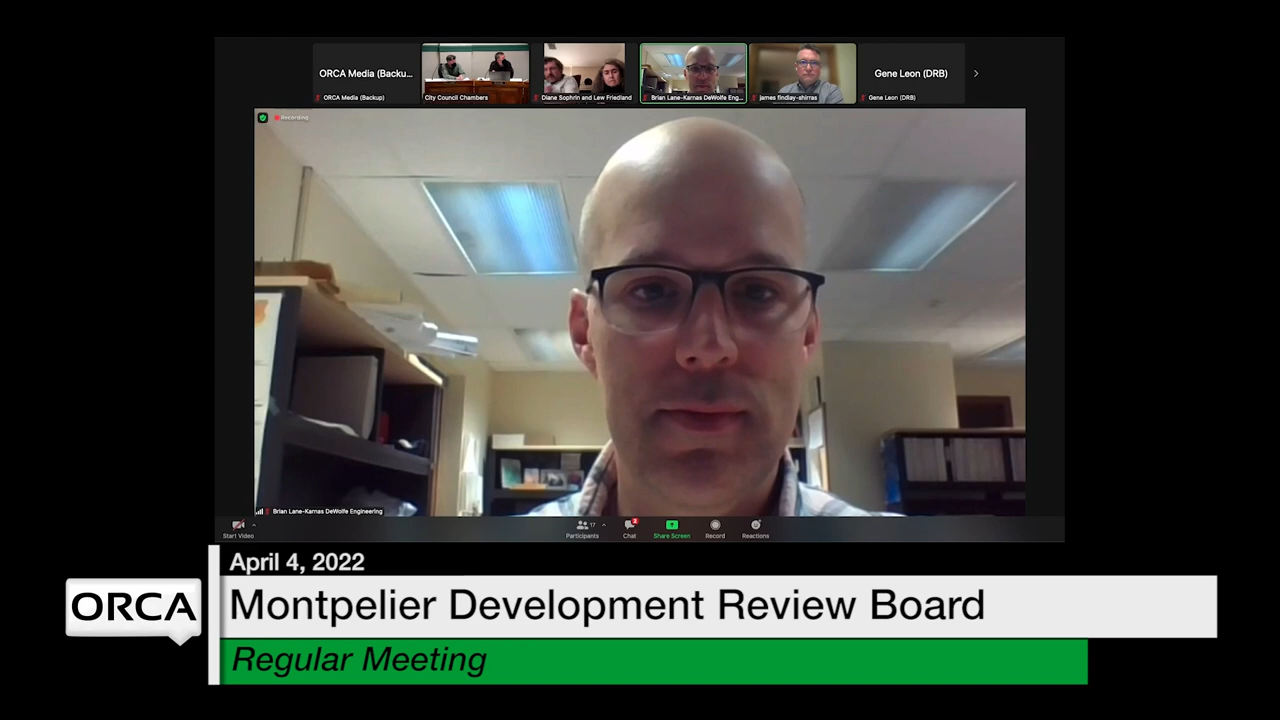 ORCA Media (Backu...
Gene Leon (DRB)
ORCA Media (Backup)
City Council Chambers
Diane Sophrin and Lew Friedland
Brian Lane-Karnas DeWolfe Eng...
james findlay-shirras
Gene Leon (DRB)
Recording
Brian Lane-Karnas DeWolfe Engineering
Start Video
Participants
17
Chat
2
Share Screen
Record
Reactions
April 4, 2022
ORCA
Montpelier Development Review Board
Regular Meeting